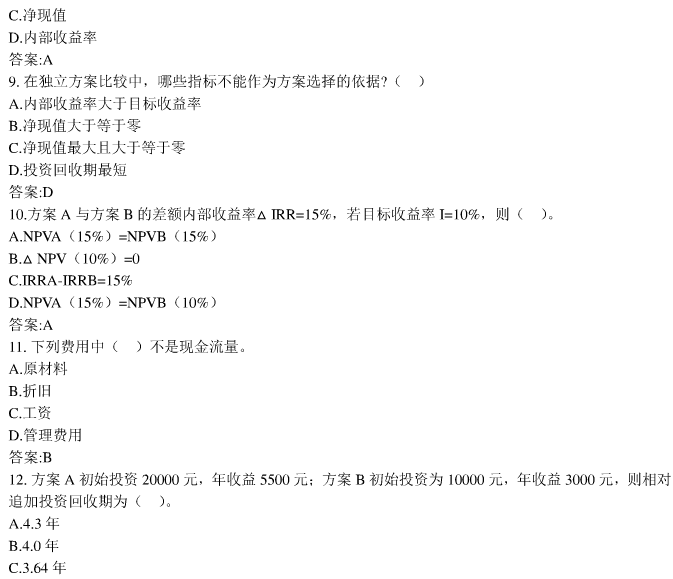 C.净现值
D.内部收益率
答案:A
9. 在独立方案比较中，哪些指标不能作为方案选择的依据?（ ）
A.内部收益率大于目标收益率
B.净现值大于等于零
C.净现值最大且大于等于零
D.投资回收期最短
答案:D
10.方案 A 与方案 B 的差额内部收益率△ IRR=15%，若目标收益率 I=10%，则（ ）。
A.NPVA（15%）=NPVB（15%）
B.△ NPV（10%）=0
C.IRRA-IRRB=15%
D.NPVA（15%）=NPVB（10%）
答案:A
11. 下列费用中（ ）不是现金流量。
A.原材料
B.折旧
C.工资
D.管理费用
答案:B
12. 方案 A 初始投资 20000 元，年收益 5500 元；方案 B 初始投资为 10000 元，年收益 3000 元，则相对
追加投资回收期为（ ）。
A.4.3 年
B.4.0 年
C.3.64 年